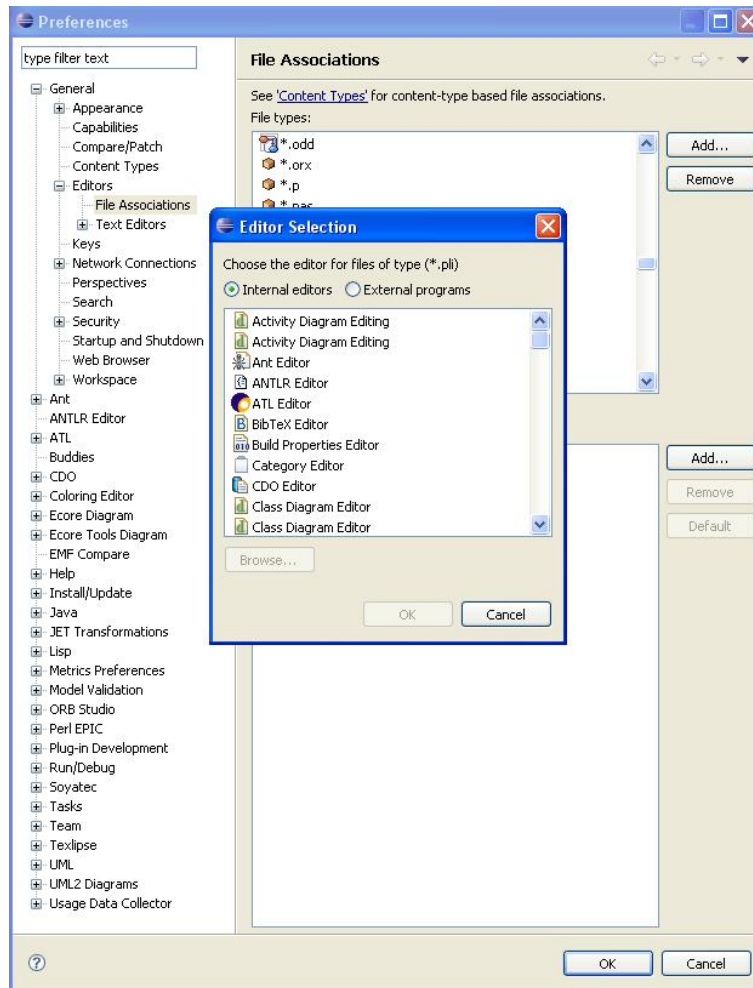 Preferences
type filter text
General
Appearance
Capabilities
Compare/Patch
Content Types
Editors
File Associations
Text Editors
Keys
Network Connections
Perspectives
Search
Security
Startup and Shutdown
Web Browser
Workspace
Ant
ANTLR Editor
ATL
Buddies
CDO
Coloring Editor
Ecore Diagram
Ecore Tools Diagram
EMF Compare
Help
Install/Update
Java
JET Transformations
Lisp
Metrics Preferences
Model Validation
ORB Studio
Perl EPIC
Plug-in Development
Run/Debug
Soyatec
Tasks
Team
Texlipse
UML
UML2 Diagrams
Usage Data Collector
File Associations
See 'Content Types' for content-type based file associations.
File types:
*.odd
*.orx
*.p
*.pas
Add...
Remove
Editor Selection
Choose the editor for files of type (*.pli)
Internal editors External programs
Activity Diagram Editing
Activity Diagram Editing
Ant Editor
ANTLR Editor
ATL Editor
BibTeX Editor
Build Properties Editor
Category Editor
CDO Editor
Class Diagram Editor
Class Diagram Editor
Browse...
OK Cancel
Add...
Remove
Default
OK Cancel